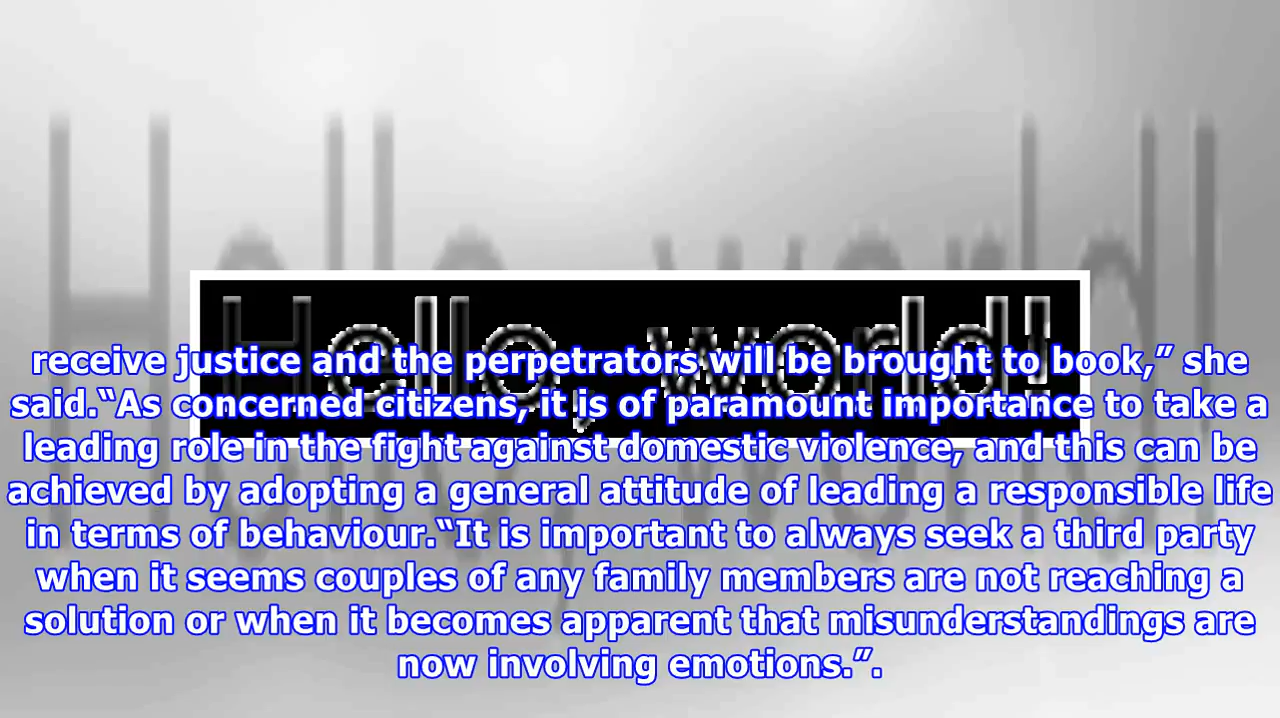 Hello, world!
Hello, world!
receive justice and the perpetrators will be brought to book,” she
said.“As concerned citizens, it is of paramount importance to take a
leading role in the fight against domestic violence, and this can be
achieved by adopting a general attitude of leading a responsible life
in terms of behaviour.“It is important to always seek a third party
when it seems couples of any family members are not reaching a
solution or when it becomes apparent that misunderstandings are
now involving emotions.”.